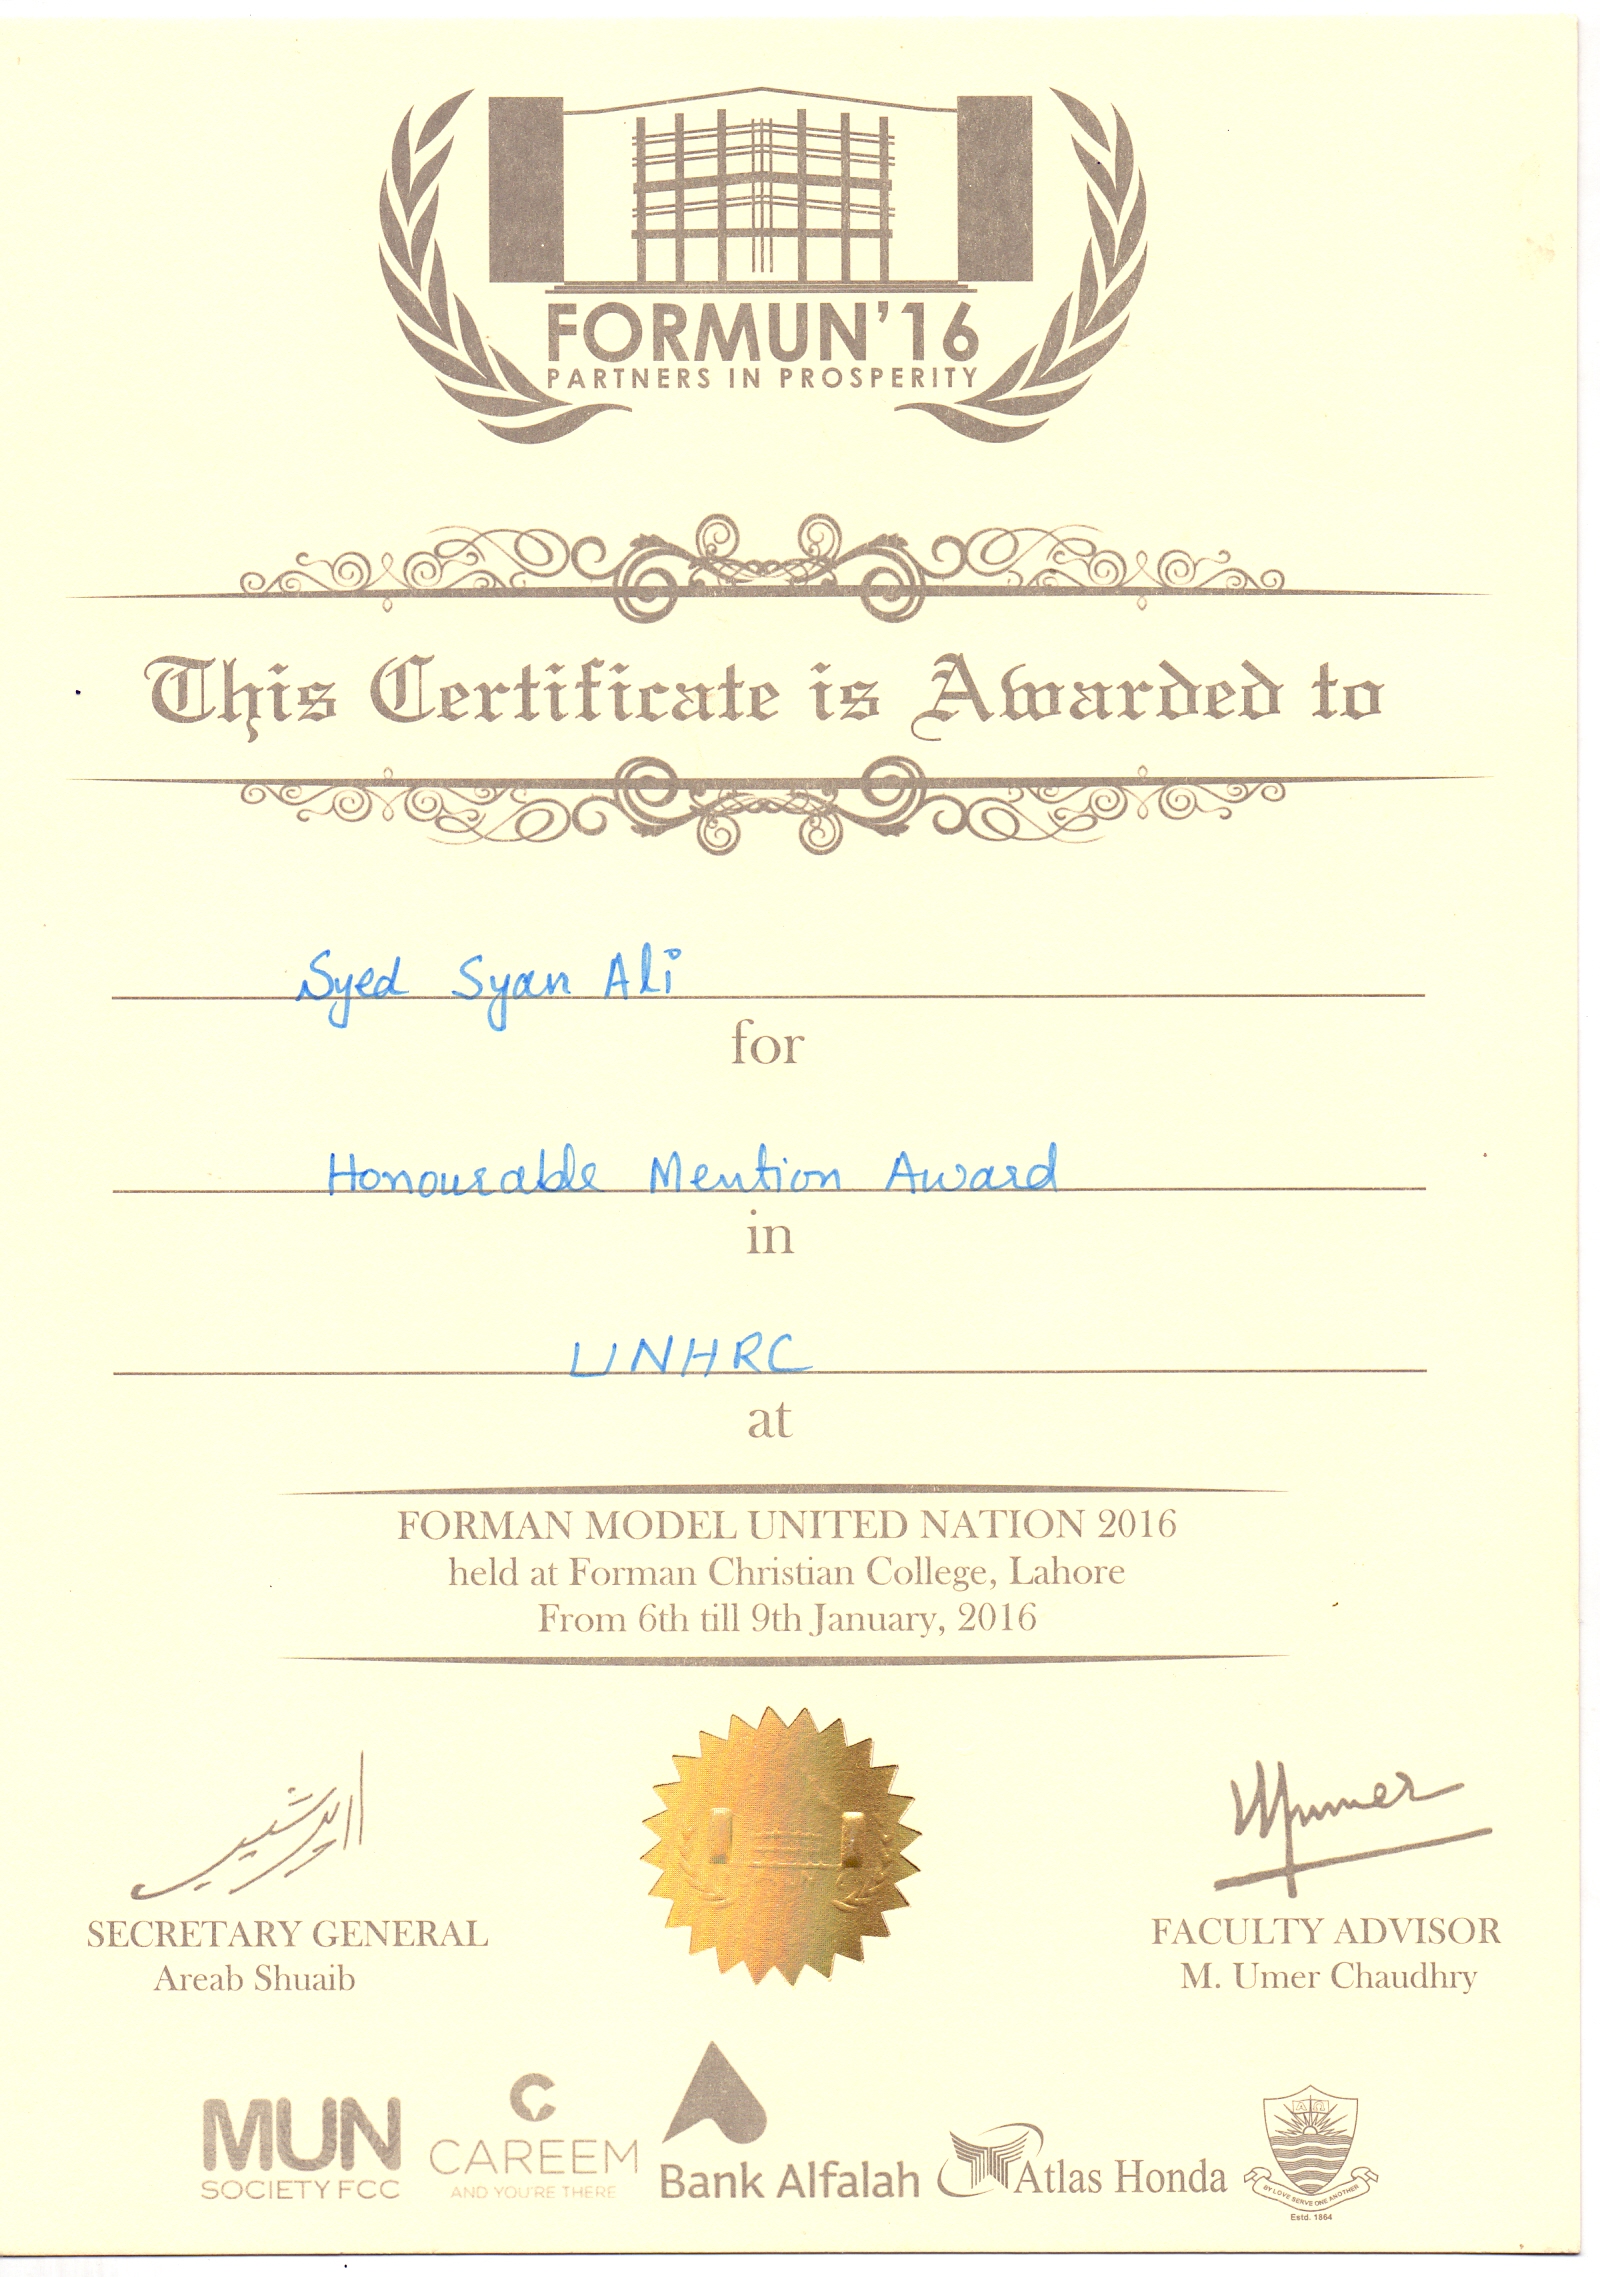 FORMUN'16
PARTNERS IN PROSPERITY
This Certificate is Awarded to
Syed Syan Ali
for
Honourable Mention Award
in
UNHRC
at
FORMAN MODEL UNITED NATION 2016
held at Forman Christian College, Lahore
From 6th till 9th January, 2016
اریب شعیب
Umer
SECRETARY GENERAL
Areab Shuaib
FACULTY ADVISOR
M. Umer Chaudhry
MUN
SOCIETY FCC
CAREEM
AND YOU'RE THERE
Bank Alfalah
Atlas Honda
BY LOVE SERVE ONE ANOTHER
Estd. 1864